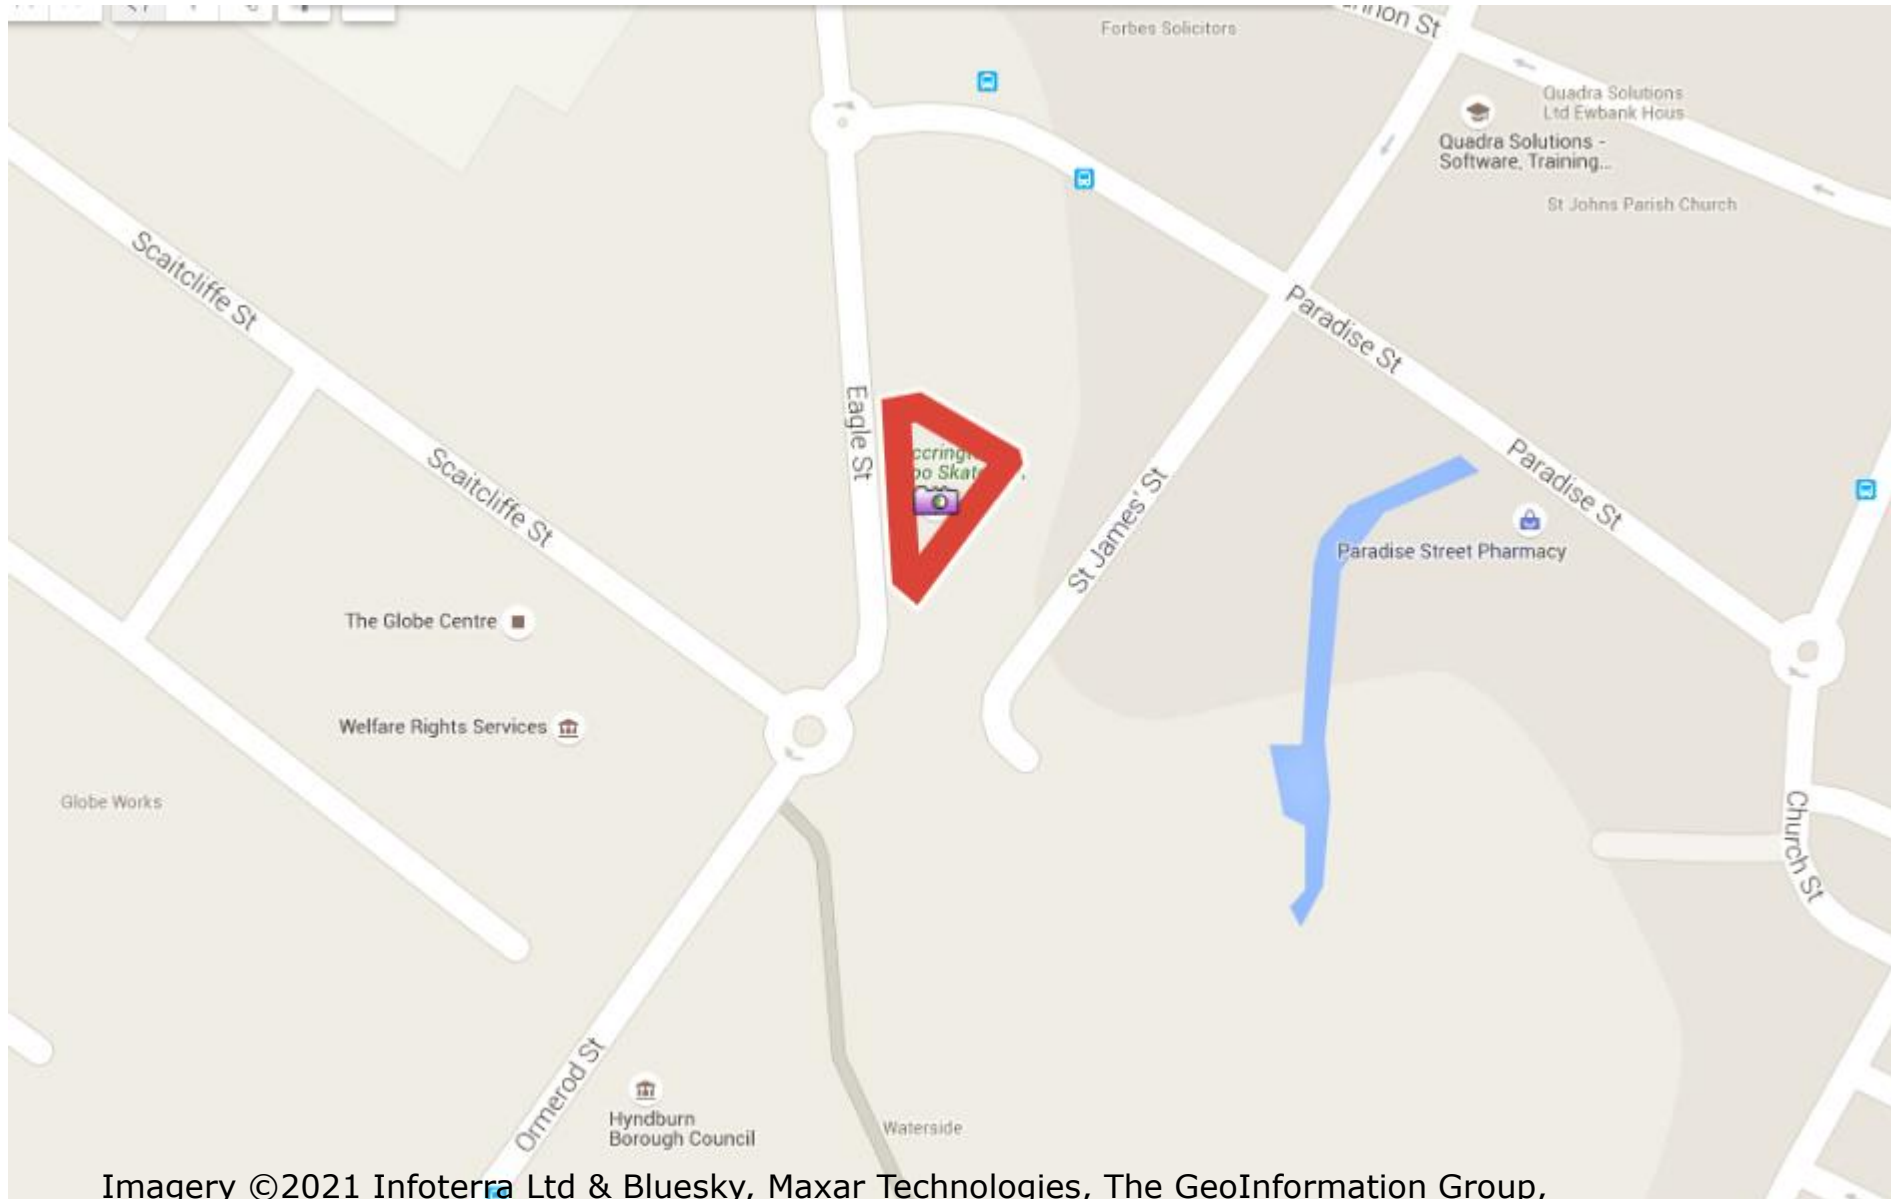 Forbes Solicitors
Quadra Solutions
Ltd Ewbank Hous
Quadra Solutions -
Software, Training...
St Johns Parish Church
Scaitcliffe St
Paradise St
Eagle St
Scaitcliffe St
St James' St
Paradise St
Paradise Street Pharmacy
The Globe Centre
Welfare Rights Services
Globe Works
Church St
Ormerod St
Hyndburn
Borough Council
Waterside
Imagery ©2021 Infoterra Ltd & Bluesky, Maxar Technologies, The GeoInformation Group,